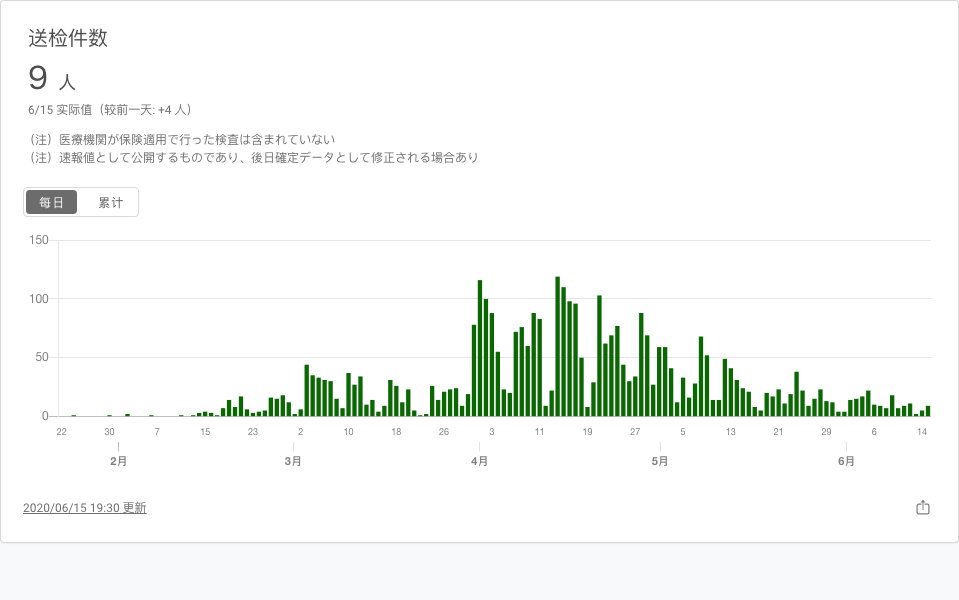 送检件数
9 人
6/15 实际值（较前一天: +4 人）
（注）医療機関が保険適用で行った検査は含まれていない
（注）速報値として公開するものであり、後日確定データとして修正される場合あり
每日 累计
150
100
50
0
22 30 7 15 23 2 10 18 26 3 11 19 27 5 13 21 29 6 14
2月 3月 4月 5月 6月
2020/06/15 19:30 更新